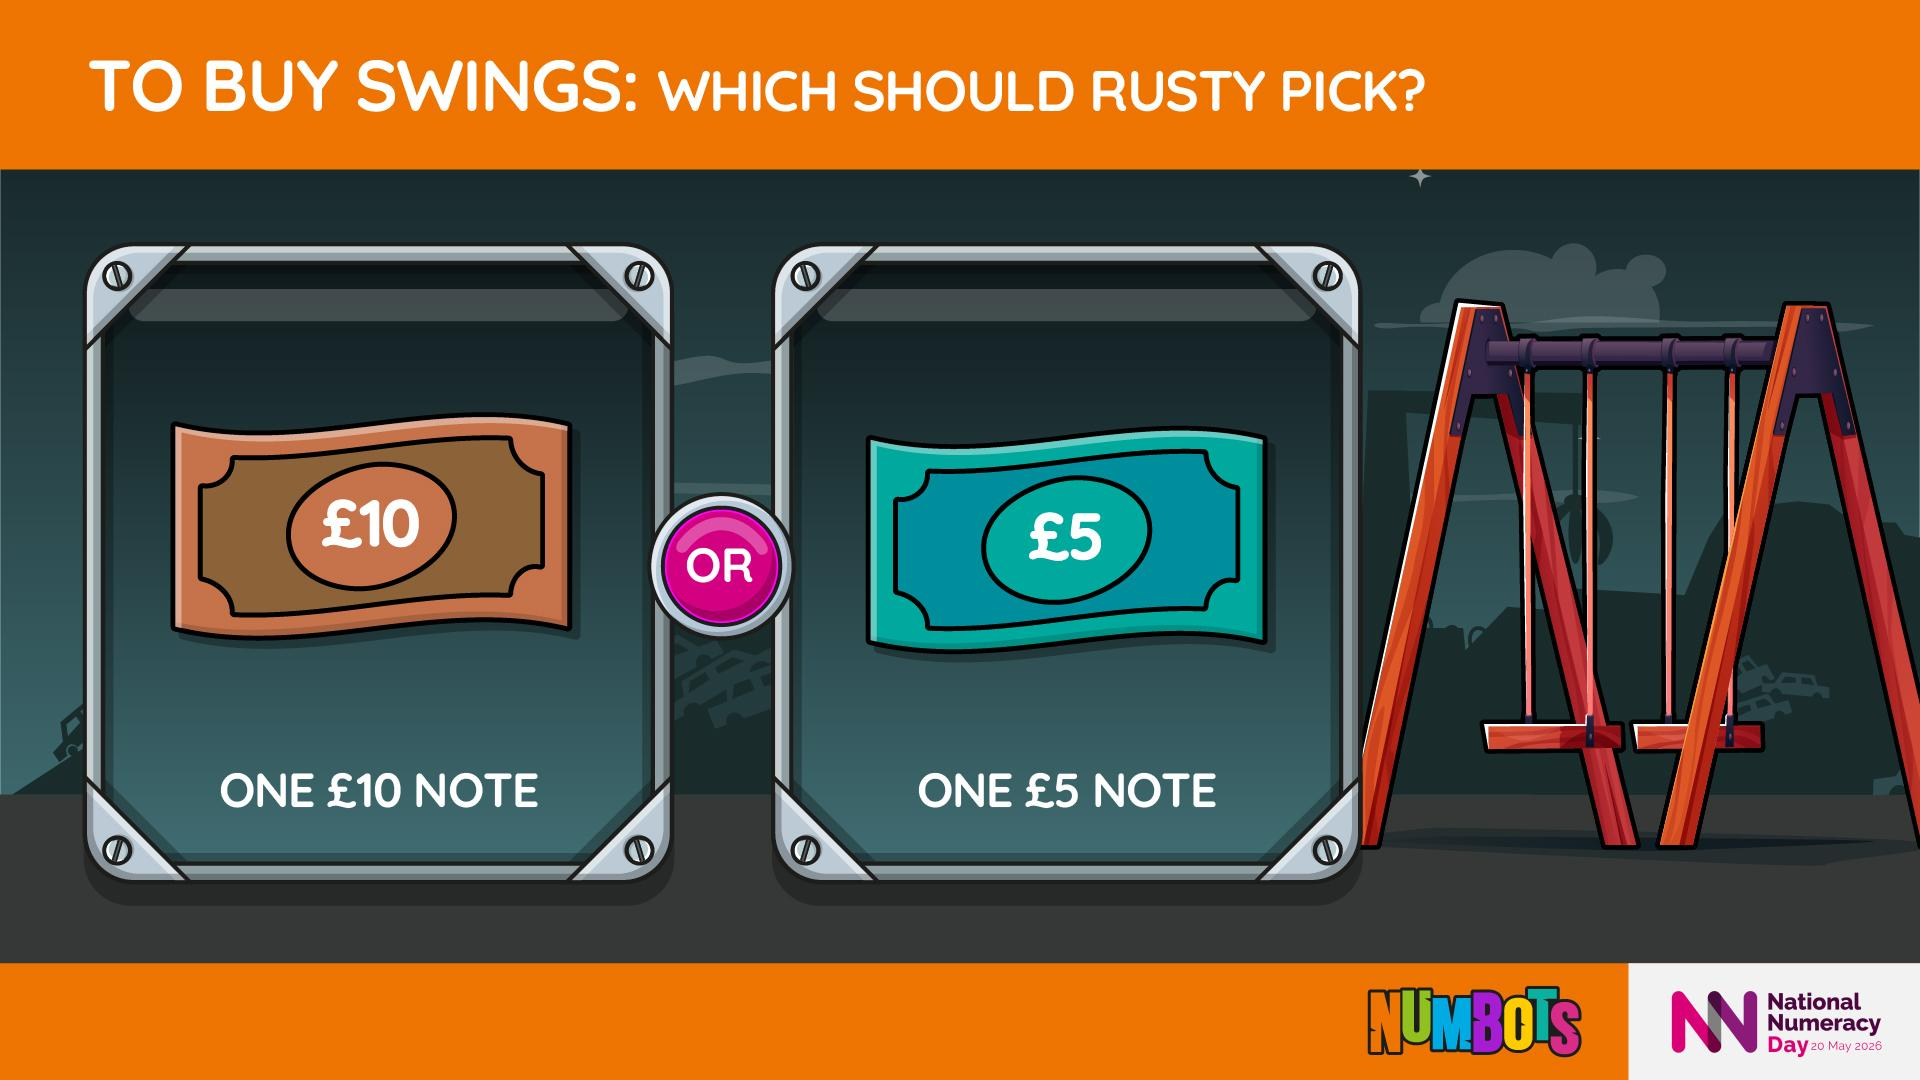 TO BUY SWINGS: WHICH SHOULD RUSTY PICK?
£10
OR
£5
ONE £10 NOTE
ONE £5 NOTE
NUMBOTS
National
Numeracy
Day 20 May 2026